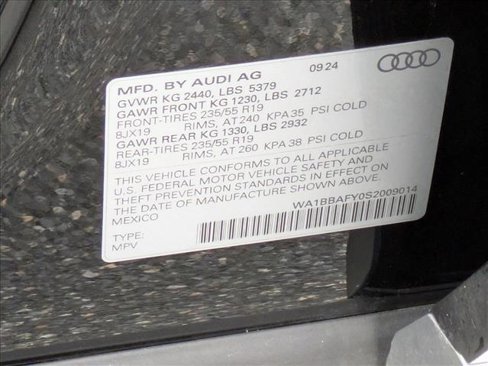 MFD. BY AUDI AG 09 24
GVWR KG 2440, LBS 5379
GAWR FRONT KG 1230, LBS 2712
FRONT-TIRES 235/55 R19
8JX19 RIMS, AT 240 KPA 35 PSI COLD
GAWR REAR KG 1330, LBS 2932
REAR-TIRES 235/55 R19
8JX19 RIMS, AT 260 KPA 38 PSI COLD
THIS VEHICLE CONFORMS TO ALL APPLICABLE
U.S. FEDERAL MOTOR VEHICLE SAFETY AND
THEFT PREVENTION STANDARDS IN EFFECT ON
THE DATE OF MANUFACTURE SHOWN ABOVE.
MEXICO
WA1BBAFY0S2009014
TYPE:
MPV